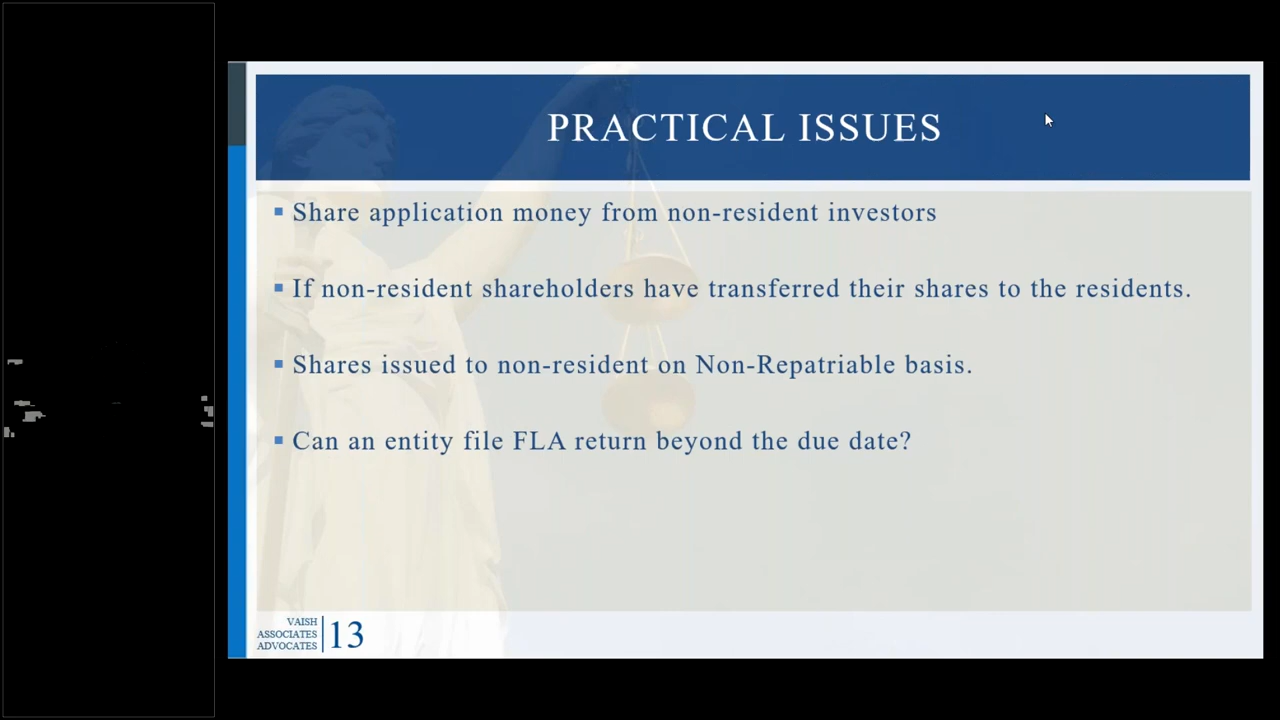 PRACTICAL ISSUES
▪ Share application money from non-resident investors
▪ If non-resident shareholders have transferred their shares to the residents.
▪ Shares issued to non-resident on Non-Repatriable basis.
▪ Can an entity file FLA return beyond the due date?
VAISH
ASSOCIATES
ADVOCATES
13